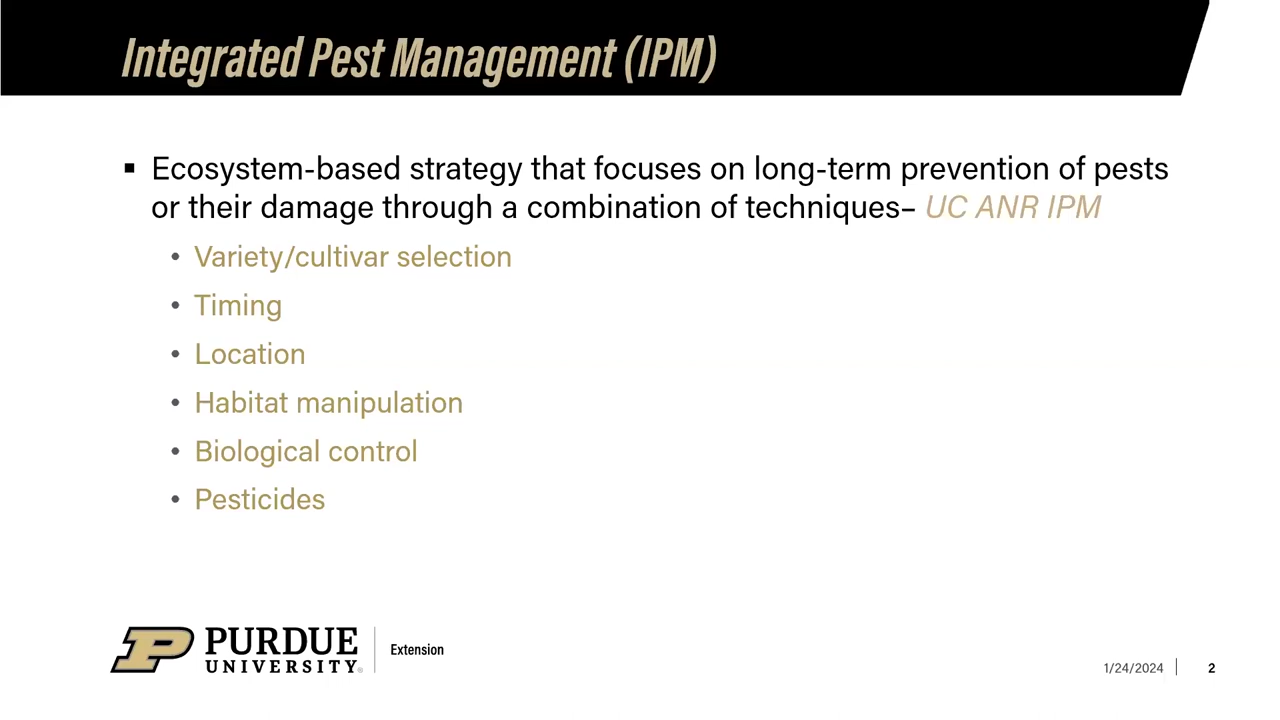 Integrated Pest Management (IPM)
▪ Ecosystem-based strategy that focuses on long-term prevention of pests
or their damage through a combination of techniques– UC ANR IPM
• Variety/cultivar selection
• Timing
• Location
• Habitat manipulation
• Biological control
• Pesticides
P PURDUE
UNIVERSITY®
Extension
1/24/2024 | 2